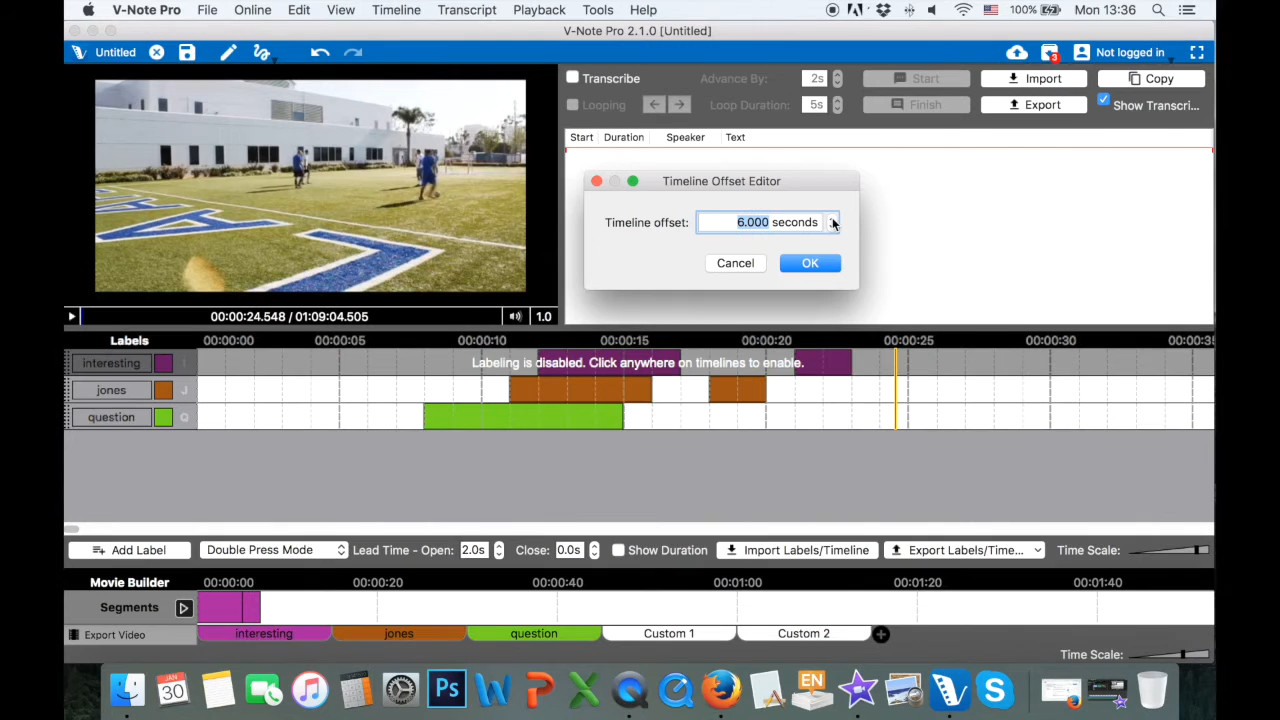 V-Note Pro File Online Edit View Timeline Transcript Playback Tools Help 100% Mon 13:36
V-Note Pro 2.1.0 [Untitled]
Untitled 3 Not logged in
Transcribe Advance By: 2s Start Import Copy
Looping Loop Duration: 5s Finish Export Show Transcri...
Start Duration Speaker Text
Timeline Offset Editor
Timeline offset: 6.000 seconds
Cancel OK
00:00:24.548 / 01:09:04.505 1.0
Labels 00:00:00 00:00:05 00:00:10 00:00:15 00:00:20 00:00:25 00:00:30 00:00:35
interesting I Labeling is disabled. Click anywhere on timelines to enable.
jones J
question Q
Add Label Double Press Mode Lead Time - Open: 2.0s Close: 0.0s Show Duration Import Labels/Timeline Export Labels/Time... Time Scale:
Movie Builder 00:00:00 00:00:20 00:00:40 00:01:00 00:01:20 00:01:40
Segments
Export Video interesting jones question Custom 1 Custom 2
Time Scale:
JAN 30 Ps EN